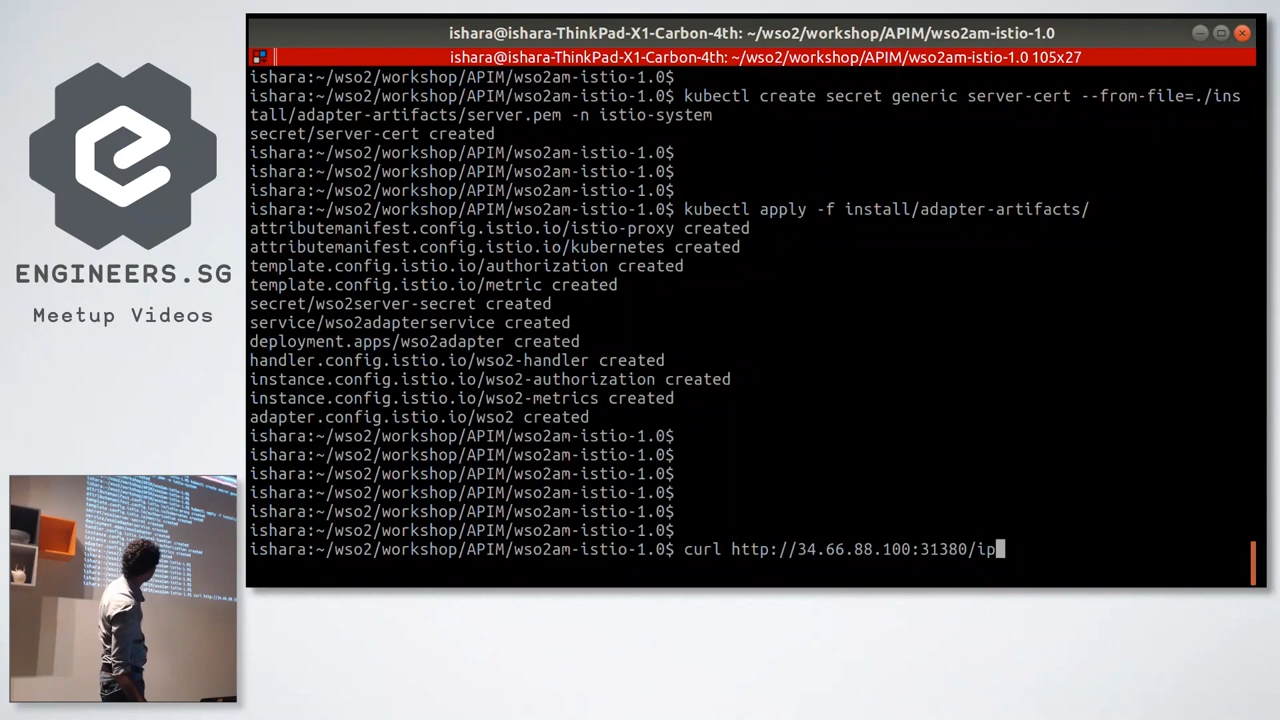 ishara@ishara-ThinkPad-X1-Carbon-4th: ~/wso2/workshop/APIM/wso2am-istio-1.0
ishara@ishara-ThinkPad-X1-Carbon-4th: ~/wso2/workshop/APIM/wso2am-istio-1.0 105x27
ishara:~/wso2/workshop/APIM/wso2am-istio-1.0$
ishara:~/wso2/workshop/APIM/wso2am-istio-1.0$ kubectl create secret generic server-cert --from-file=./ins
tall/adapter-artifacts/server.pem -n istio-system
secret/server-cert created
ishara:~/wso2/workshop/APIM/wso2am-istio-1.0$
ishara:~/wso2/workshop/APIM/wso2am-istio-1.0$
ishara:~/wso2/workshop/APIM/wso2am-istio-1.0$
ishara:~/wso2/workshop/APIM/wso2am-istio-1.0$ kubectl apply -f install/adapter-artifacts/
attributemanifest.config.istio.io/istio-proxy created
attributemanifest.config.istio.io/kubernetes created
template.config.istio.io/authorization created
template.config.istio.io/metric created
secret/wso2server-secret created
service/wso2adapterservice created
deployment.apps/wso2adapter created
handler.config.istio.io/wso2-handler created
instance.config.istio.io/wso2-authorization created
instance.config.istio.io/wso2-metrics created
adapter.config.istio.io/wso2 created
ishara:~/wso2/workshop/APIM/wso2am-istio-1.0$
ishara:~/wso2/workshop/APIM/wso2am-istio-1.0$
ishara:~/wso2/workshop/APIM/wso2am-istio-1.0$
ishara:~/wso2/workshop/APIM/wso2am-istio-1.0$
ishara:~/wso2/workshop/APIM/wso2am-istio-1.0$
ishara:~/wso2/workshop/APIM/wso2am-istio-1.0$
ishara:~/wso2/workshop/APIM/wso2am-istio-1.0$ curl http://34.66.88.100:31380/ip
ENGINEERS.SG
Meetup Videos